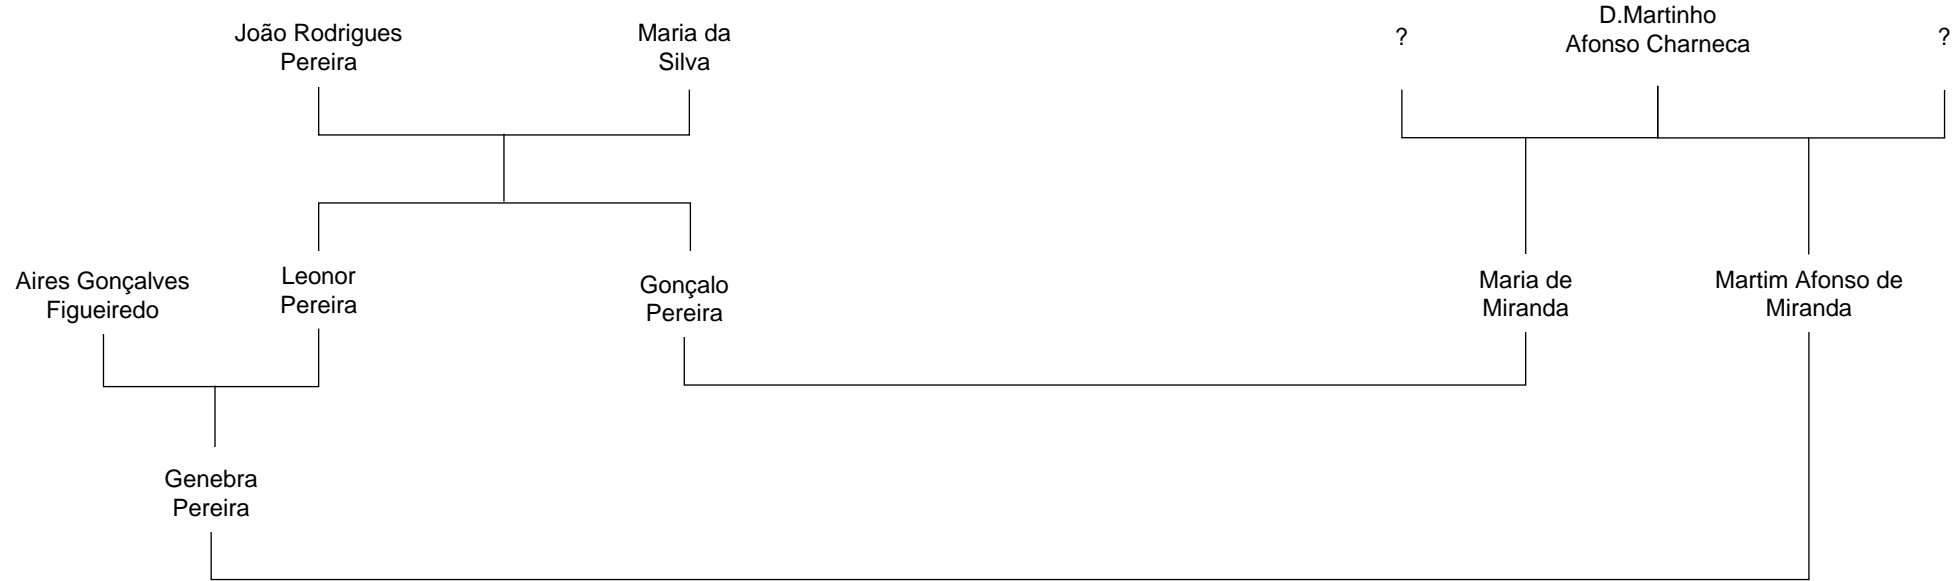 João Rodrigues
Pereira
Maria da
Silva
?
D.Martinho
Afonso Charneca
?
Aires Gonçalves
Figueiredo
Leonor
Pereira
Gonçalo
Pereira
Maria de
Miranda
Martim Afonso de
Miranda
Genebra
Pereira